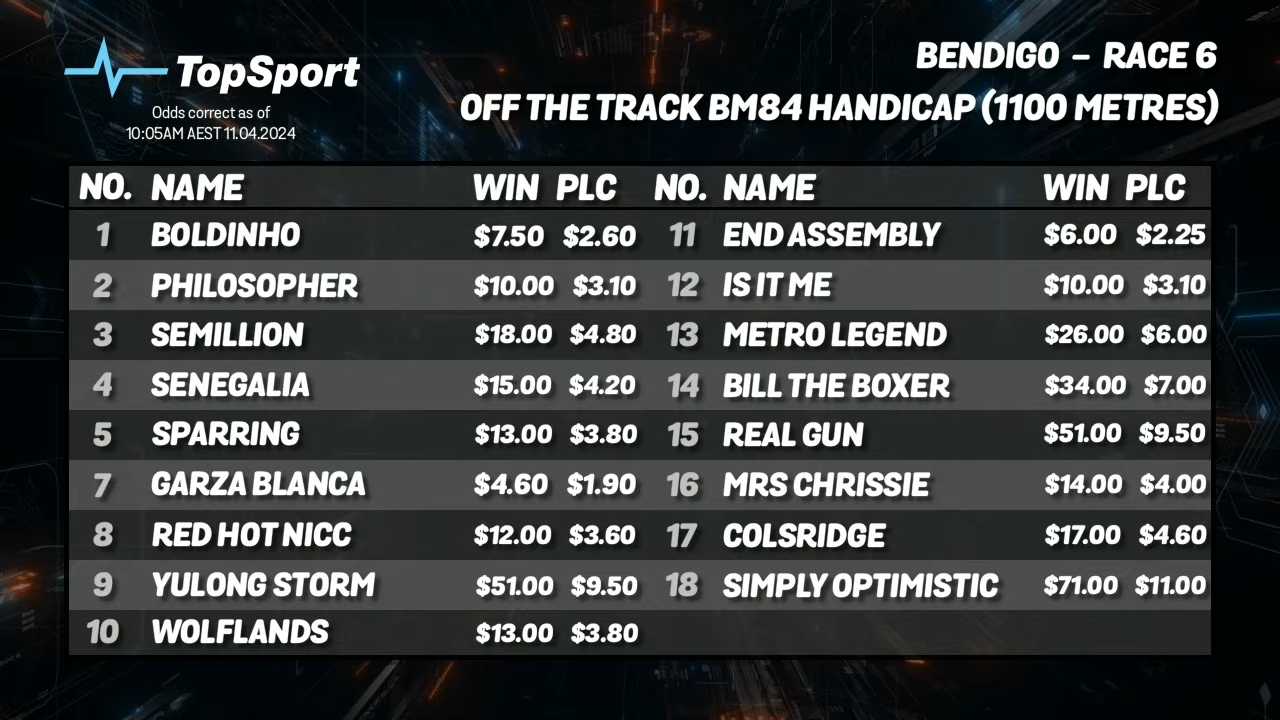 TopSport
Odds correct as of
10:05AM AEST 11.04.2024
BENDIGO – RACE 6
OFF THE TRACK BM84 HANDICAP (1100 METRES)
NO. NAME WIN PLC NO. NAME WIN PLC
1 BOLDINHO $7.50 $2.60 11 END ASSEMBLY $6.00 $2.25
2 PHILOSOPHER $10.00 $3.10 12 IS IT ME $10.00 $3.10
3 SEMILLION $18.00 $4.80 13 METRO LEGEND $26.00 $6.00
4 SENEGALIA $15.00 $4.20 14 BILL THE BOXER $34.00 $7.00
5 SPARRING $13.00 $3.80 15 REAL GUN $51.00 $9.50
7 GARZA BLANCA $4.60 $1.90 16 MRS CHRISSIE $14.00 $4.00
8 RED HOT NICC $12.00 $3.60 17 COLSRIDGE $17.00 $4.60
9 YULONG STORM $51.00 $9.50 18 SIMPLY OPTIMISTIC $71.00 $11.00
10 WOLFLANDS $13.00 $3.80